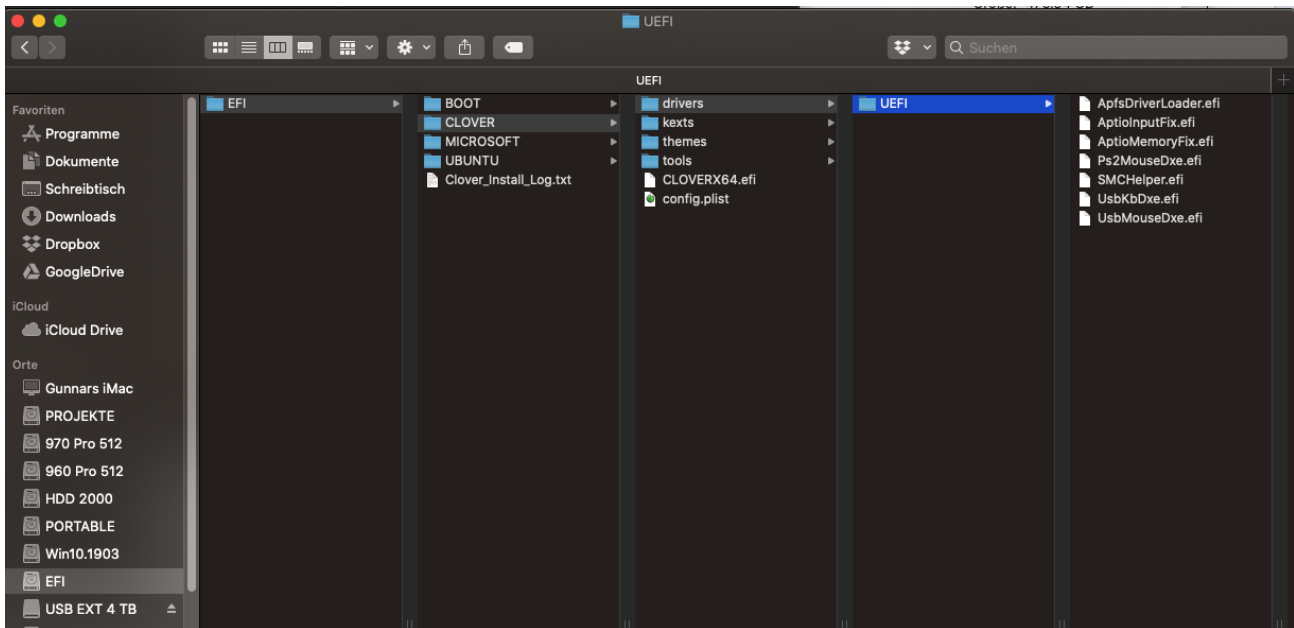 UEFI
Suchen
UEFI
Favoriten
Programme
Dokumente
Schreibtisch
Downloads
Dropbox
GoogleDrive
iCloud
iCloud Drive
Orte
Gunnars iMac
PROJEKTE
970 Pro 512
960 Pro 512
HDD 2000
PORTABLE
Win10.1903
EFI
USB EXT 4 TB
EFI
BOOT
CLOVER
MICROSOFT
UBUNTU
Clover_Install_Log.txt
drivers
kexts
themes
tools
CLOVERX64.efi
config.plist
UEFI
ApfsDriverLoader.efi
AptioInputFix.efi
AptioMemoryFix.efi
Ps2MouseDxe.efi
SMCHelper.efi
UsbKbDxe.efi
UsbMouseDxe.efi